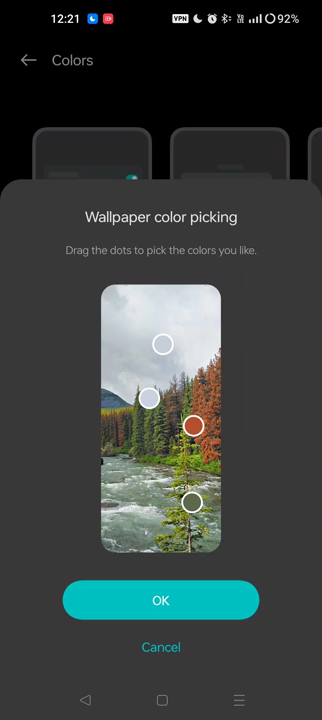 12:21 VPN 92%
Colors
Wallpaper color picking
Drag the dots to pick the colors you like.
OK
Cancel